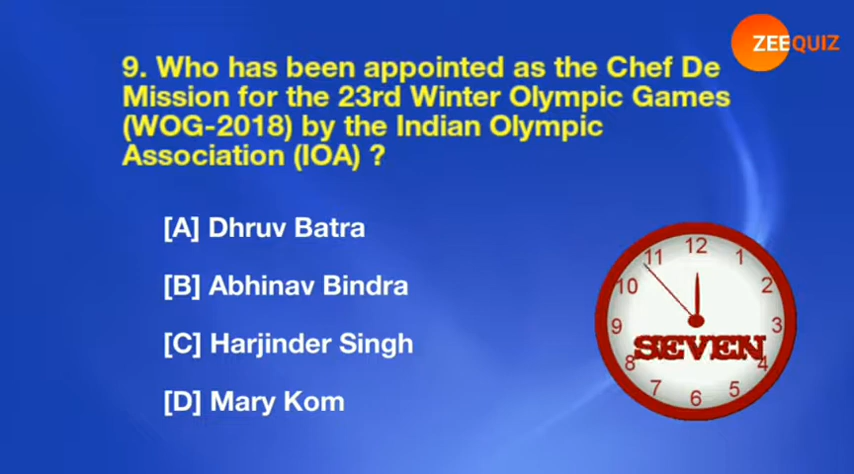 ZEEQUIZ
9. Who has been appointed as the Chef De
Mission for the 23rd Winter Olympic Games
(WOG-2018) by the Indian Olympic
Association (IOA) ?
[A] Dhruv Batra
[B] Abhinav Bindra
[C] Harjinder Singh
[D] Mary Kom
12
11 1
10 2
9 3
SEVEN
8 4
7 5
6